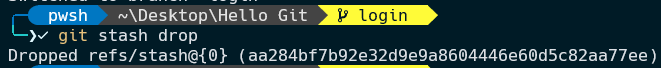 pwsh ~\Desktop\Hello Git login
git stash drop
Dropped refs/stash@{0} (aa284bf7b92e32d9e9a8604446e60d5c82aa77ee)